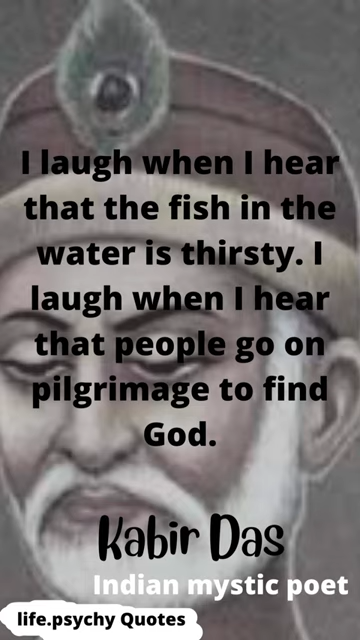 I laugh when I hear
that the fish in the
water is thirsty. I
laugh when I hear
that people go on
pilgrimage to find
God.
Kabir Das
Indian mystic poet
life.psychy Quotes